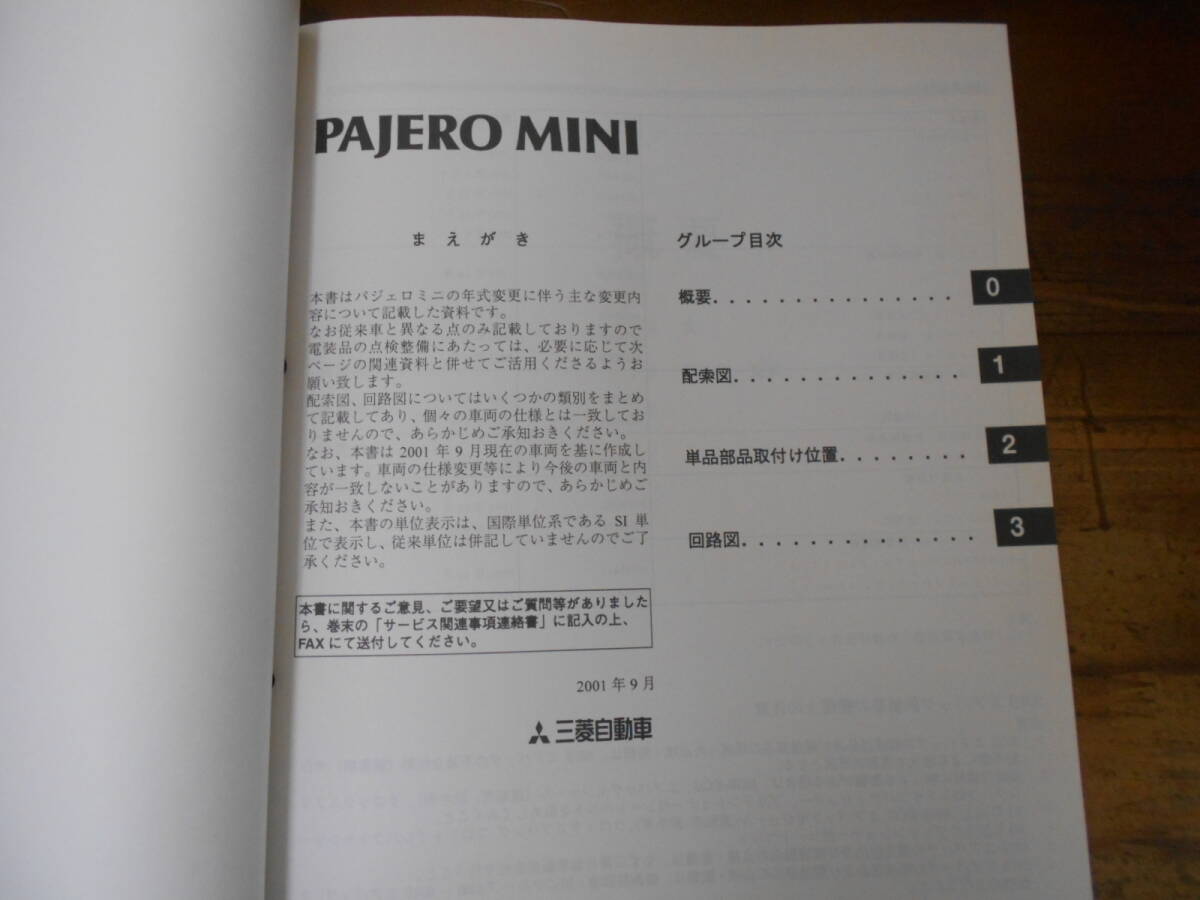 PAJERO MINI
まえがき
本書はパジェロミニの年式変更に伴う主な変更内
容について記載した資料です。
なお従来車と異なる点のみ記載しておりますので
電装品の点検整備にあたっては、必要に応じて次
ページの関連資料と併せてご活用くださるようお
願い致します。
配索図、回路図についてはいくつかの類別をまとめ
て記載してあり、個々の車両の仕様とは一致してお
りませんので、あらかじめご承知おきください。
なお、本書は 2001 年 9 月現在の車両を基に作成し
ています。車両の仕様変更等により今後の車両と内
容が一致しないことがありますので、あらかじめご
承知おきください。
また、本書の単位表示は、国際単位系である SI 単
位で表示し、従来単位は併記していませんのでご了
承ください。
本書に関するご意見、ご要望又はご質問等がありました
ら、巻末の「サービス関連事項連絡書」に記入の上、
FAX にて送付してください。
2001 年 9 月
三菱自動車
グループ目次
概要. . . . . . . . . . . . . . . 0
配索図. . . . . . . . . . . . . . 1
単品部品取付け位置. . . . . . . . 2
回路図. . . . . . . . . . . . . . 3